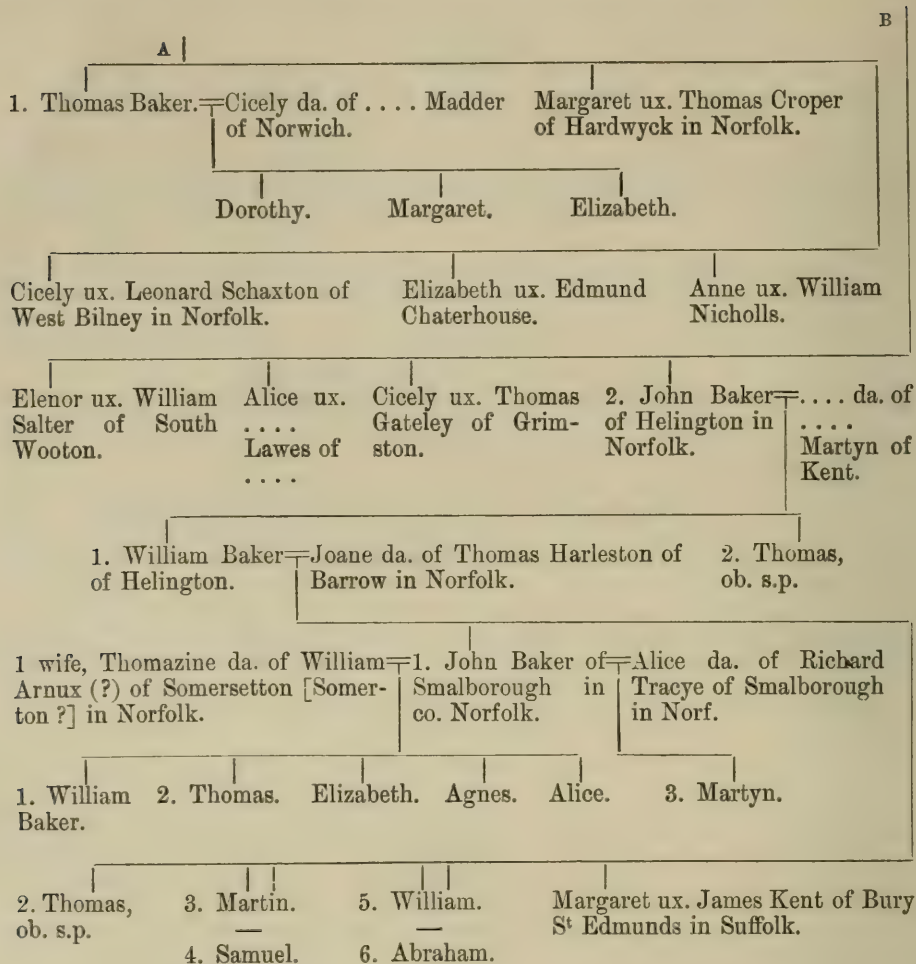 B
A
1. Thomas Baker.=Cicely da. of .... Madder of Norwich.
Margaret ux. Thomas Croper of Hardwyck in Norfolk.
Dorothy. Margaret. Elizabeth.
Cicely ux. Leonard Schaxton of West Bilney in Norfolk.
Elizabeth ux. Edmund Chaterhouse.
Anne ux. William Nicholls.
Elenor ux. William Salter of South Wooton.
Alice ux. .... Lawes of ....
Cicely ux. Thomas Gateley of Grim-
ston.
2. John Baker=.... da. of
of Helington in Norfolk.
.... Martyn of Kent.
1. William Baker=Joane da. of Thomas Harleston of
of Helington.
Barrow in Norfolk.
2. Thomas,
ob. s.p.
1 wife, Thomazine da. of William=1. John Baker of=Alice da. of Richard
Arnux (?) of Somersetton [Somer-
ton ?] in Norfolk.
Smalborough in
co. Norfolk.
Tracye of Smalborough
in Norf.
1. William Baker.
2. Thomas. Elizabeth. Agnes. Alice. 3. Martyn.
2. Thomas,
ob. s.p.
3. Martin.
—
4. Samuel.
5. William.
—
6. Abraham.
Margaret ux. James Kent of Bury
St Edmunds in Suffolk.